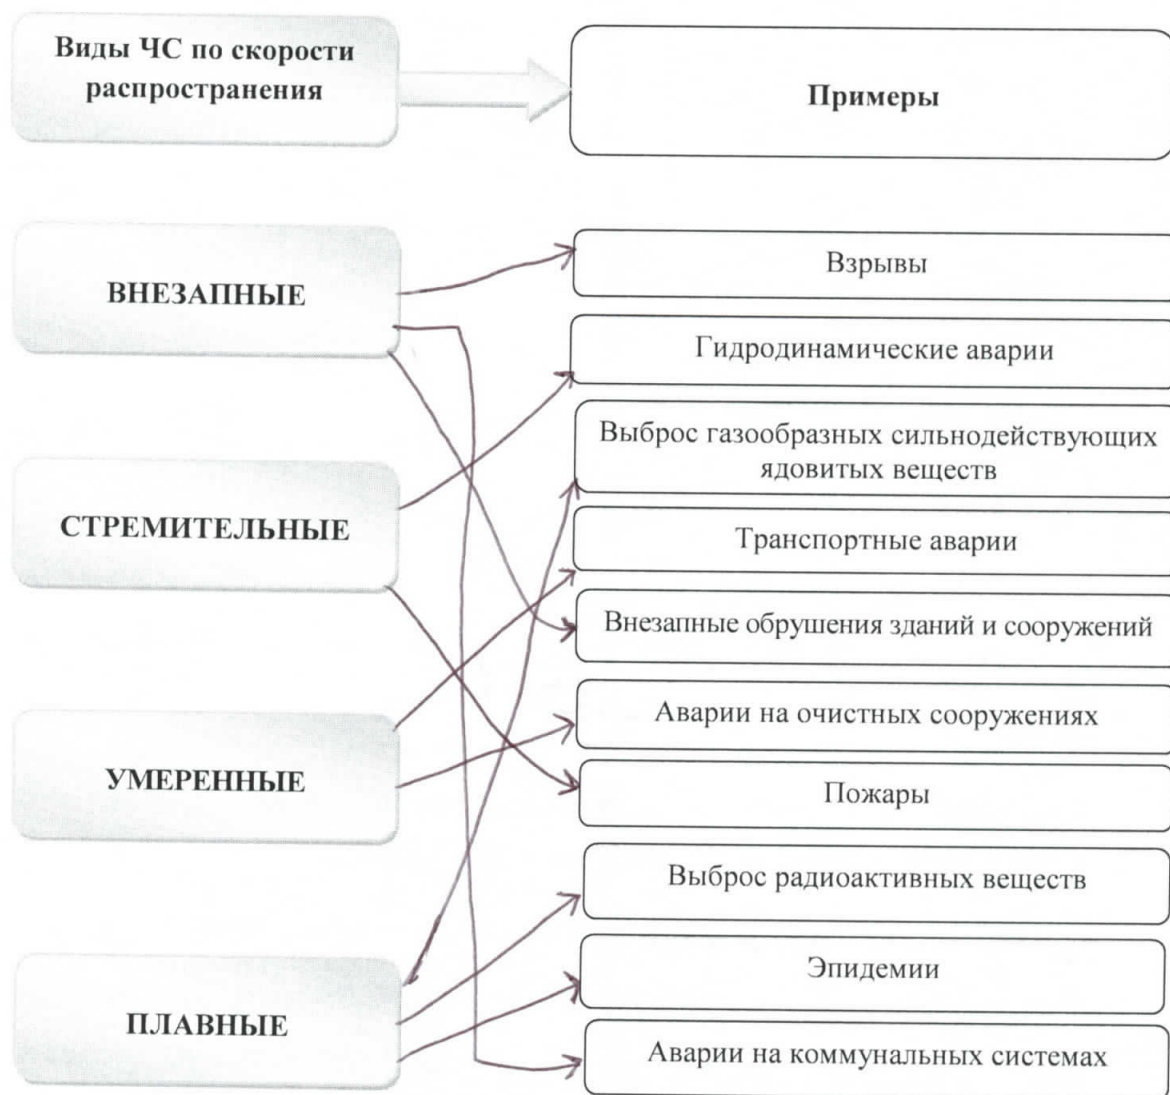 Виды ЧС по скорости
распространения
Примеры
ВНЕЗАПНЫЕ
СТРЕМИТЕЛЬНЫЕ
УМЕРЕННЫЕ
ПЛАВНЫЕ
Взрывы
Гидродинамические аварии
Выброс газообразных сильнодействующих
ядовитых веществ
Транспортные аварии
Внезапные обрушения зданий и сооружений
Аварии на очистных сооружениях
Пожары
Выброс радиоактивных веществ
Эпидемии
Аварии на коммунальных системах